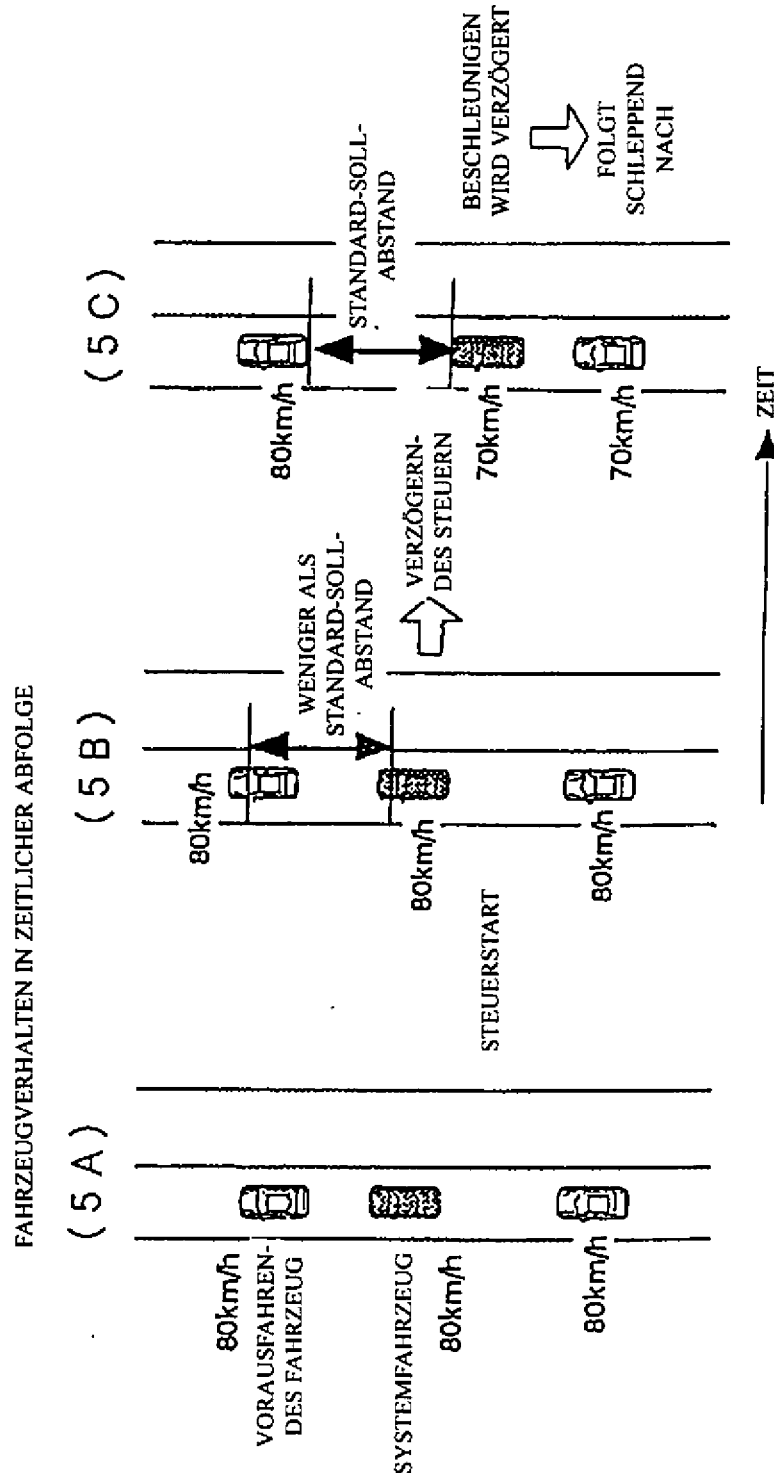 FAHRZEUGVERHALTEN IN ZEITLICHER ABFOLGE
(5A)
80km/h
VORAUSFAHREN-
DES FAHRZEUG
SYSTEMFAHRZEUG
80km/h
80km/h
STEUERSTART
(5B)
80km/h
WENIGER ALS
STANDARD-SOLL-
ABSTAND
80km/h
80km/h
VERZÖGERN-
DES STEUERN
(5C)
80km/h
STANDARD-SOLL-
ABSTAND
70km/h
70km/h
BESCHLEUNIGEN
WIRD VERZÖGERT
FOLGT
SCHLEPPEND
NACH
ZEIT